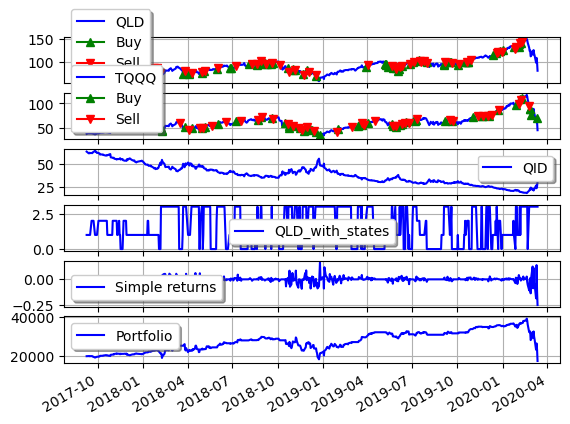 QLD
Buy
Sell
150
100
TQQQ
Buy
Sell
100
50
QID
50
25
QLD_with_states
2.5
0.0
Simple returns
0.00
−0.25
Portfolio
40000
20000
2017-10 2018-01 2018-04 2018-07 2018-10 2019-01 2019-04 2019-07 2019-10 2020-01 2020-04